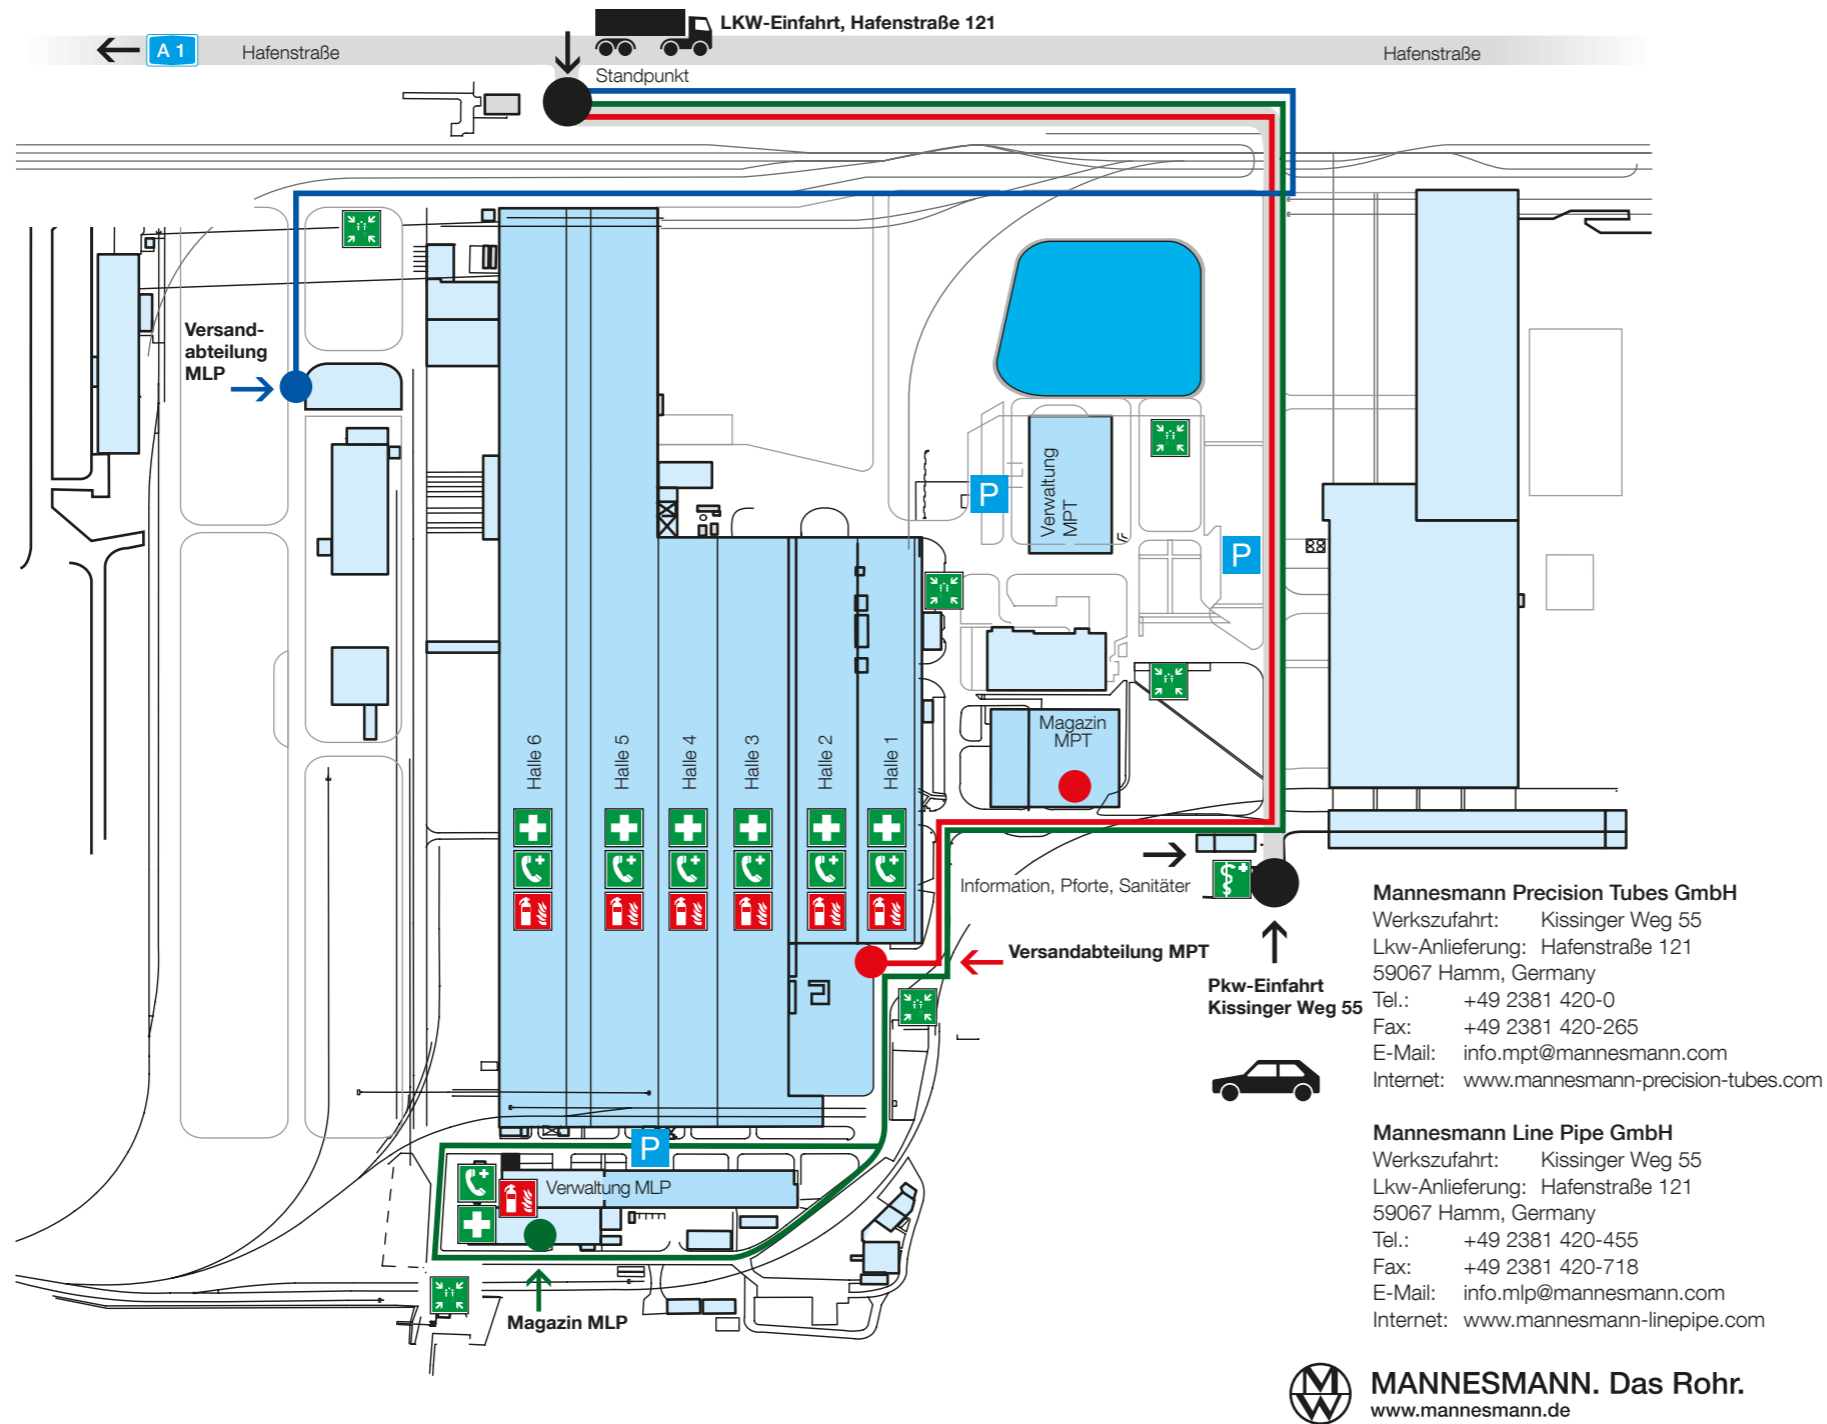 LKW-Einfahrt, Hafenstraße 121
A 1
Hafenstraße
Hafenstraße
Standpunkt
Versand-
abteilung
MLP
Verwaltung
MPT
P
P
Magazin
MPT
Halle 6
Halle 5
Halle 4
Halle 3
Halle 2
Halle 1
Information, Pforte, Sanitäter
Versandabteilung MPT
Pkw-Einfahrt
Kissinger Weg 55
P
Verwaltung MLP
Magazin MLP
Mannesmann Precision Tubes GmbH
Werkszufahrt: Kissinger Weg 55
Lkw-Anlieferung: Hafenstraße 121
59067 Hamm, Germany
Tel.: +49 2381 420-0
Fax: +49 2381 420-265
E-Mail: info.mpt@mannesmann.com
Internet: www.mannesmann-precision-tubes.com
Mannesmann Line Pipe GmbH
Werkszufahrt: Kissinger Weg 55
Lkw-Anlieferung: Hafenstraße 121
59067 Hamm, Germany
Tel.: +49 2381 420-455
Fax: +49 2381 420-718
E-Mail: info.mlp@mannesmann.com
Internet: www.mannesmann-linepipe.com
MW
MANNESMANN. Das Rohr.
www.mannesmann.de